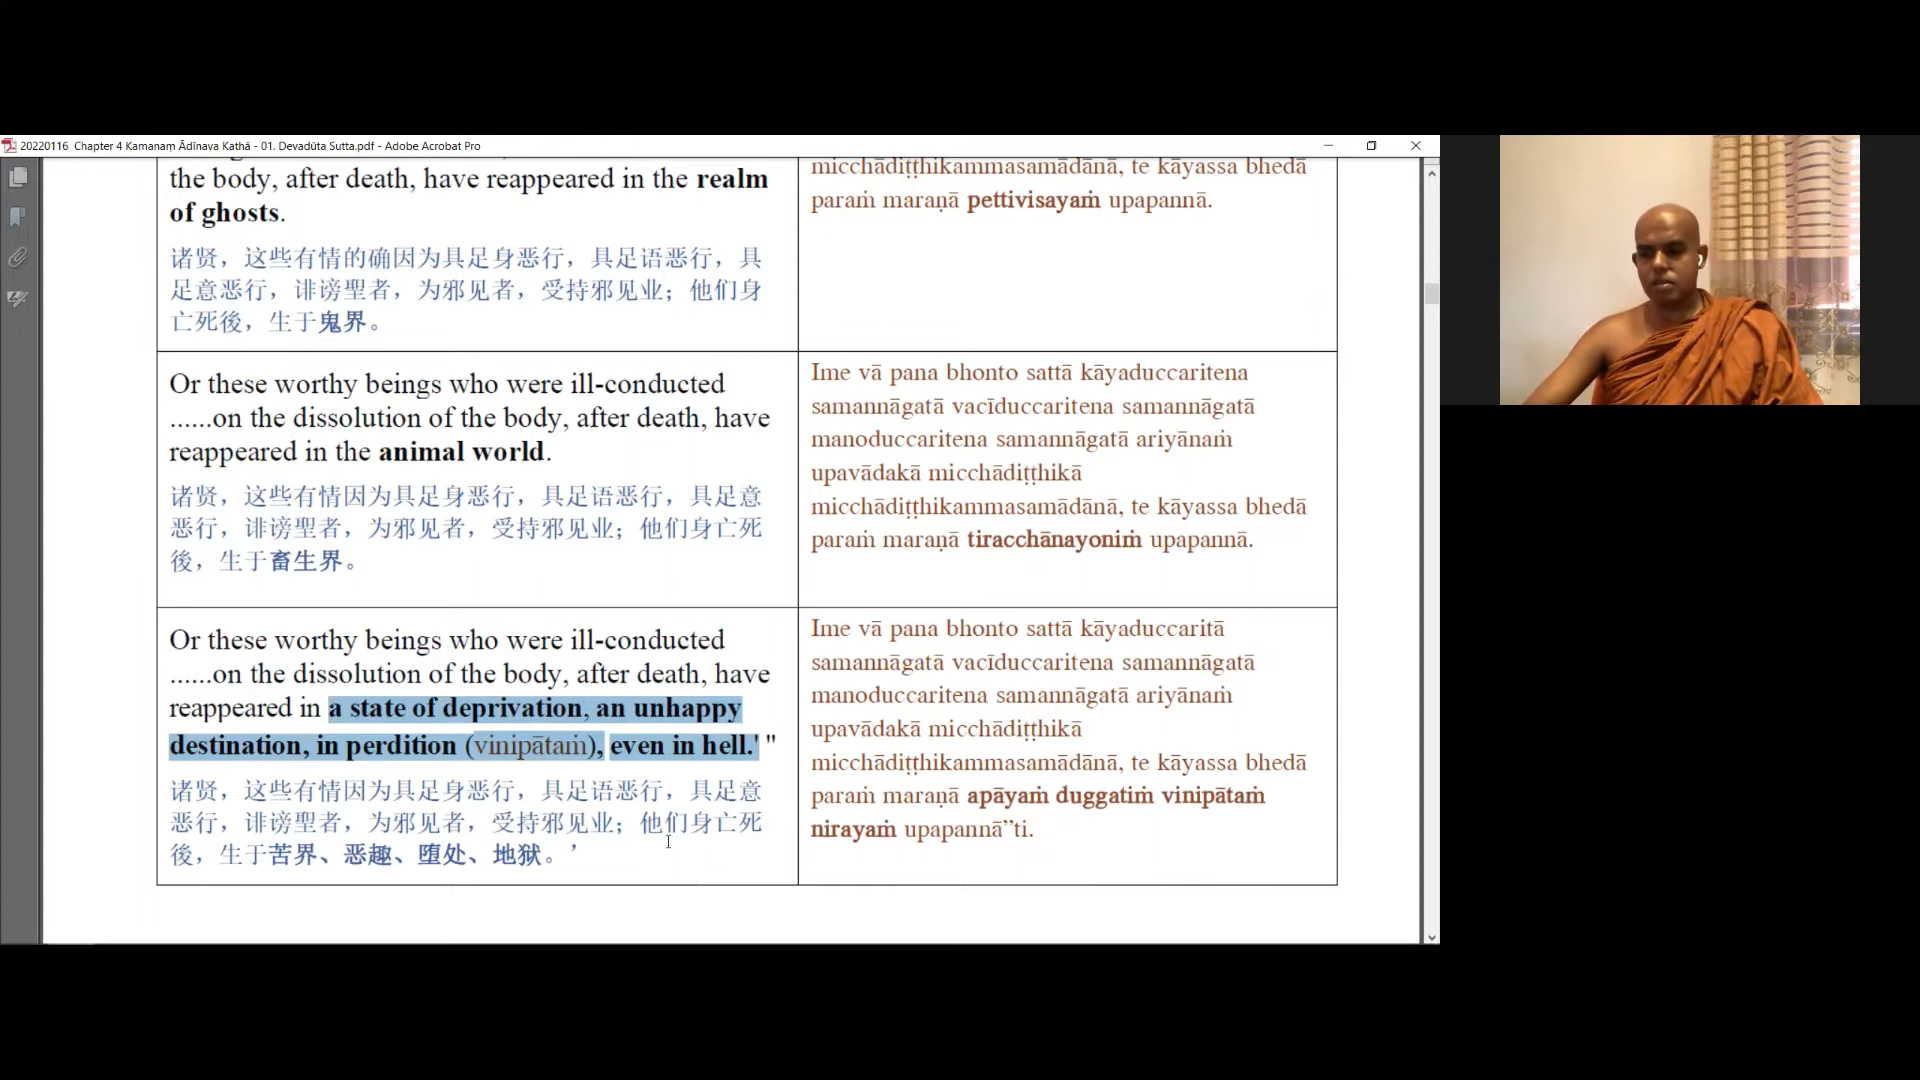 20220116 Chapter 4 Kamanaṃ Ādīnava Kathā - 01. Devadūta Sutta.pdf - Adobe Acrobat Pro
the body, after death, have reappeared in the realm
of ghosts.
诸贤，这些有情的确因为具足身恶行，具足语恶行，具
足意恶行，诽谤聖者，为邪见者，受持邪见业；他们身
亡死後，生于鬼界。
micchādiṭṭhikammasamādānā, te kāyassa bhedā
paraṁ maraṇā pettivisayaṁ upapannā.
Or these worthy beings who were ill-conducted
......on the dissolution of the body, after death, have
reappeared in the animal world.
诸贤，这些有情因为具足身恶行，具足语恶行，具足意
恶行，诽谤聖者，为邪见者，受持邪见业；他们身亡死
後，生于畜生界。
Ime vā pana bhonto sattā kāyaduccaritena
samannāgatā vacīduccaritena samannāgatā
manoduccaritena samannāgatā ariyānaṁ
upavādakā micchādiṭṭhikā
micchādiṭṭhikammasamādānā, te kāyassa bhedā
paraṁ maraṇā tiracchānayoniṁ upapannā.
Or these worthy beings who were ill-conducted
......on the dissolution of the body, after death, have
reappeared in a state of deprivation, an unhappy
destination, in perdition (vinipātaṁ), even in hell.' "
诸贤，这些有情因为具足身恶行，具足语恶行，具足意
恶行，诽谤聖者，为邪见者，受持邪见业；他们身亡死
後，生于苦界、恶趣、堕处、地狱。’
Ime vā pana bhonto sattā kāyaduccaritā
samannāgatā vacīduccaritena samannāgatā
manoduccaritena samannāgatā ariyānaṁ
upavādakā micchādiṭṭhikā
micchādiṭṭhikammasamādānā, te kāyassa bhedā
paraṁ maraṇā apāyaṁ duggatiṁ vinipātaṁ
nirayaṁ upapannā”ti.